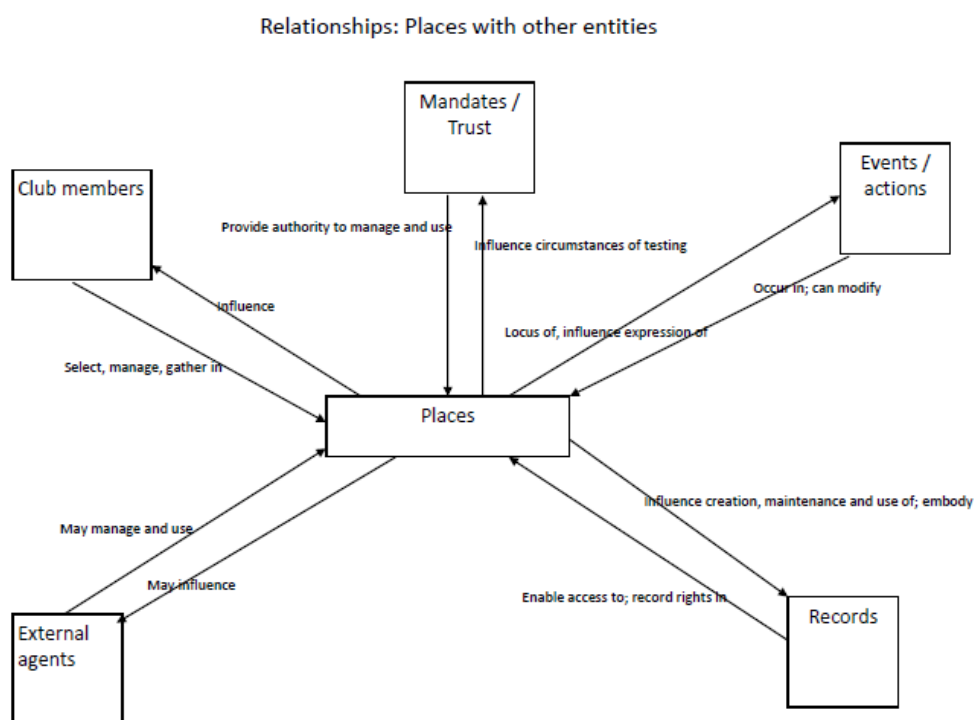 Relationships: Places with other entities
Mandates /
Trust
Events /
actions
Club members
Provide authority to manage and use
Influence circumstances of testing
Occur in; can modify
Influence
Locus of, influence expression of
Select, manage, gather in
Places
Influence creation, maintenance and use of; embody
May manage and use
May influence
Enable access to; record rights in
Records
External
agents